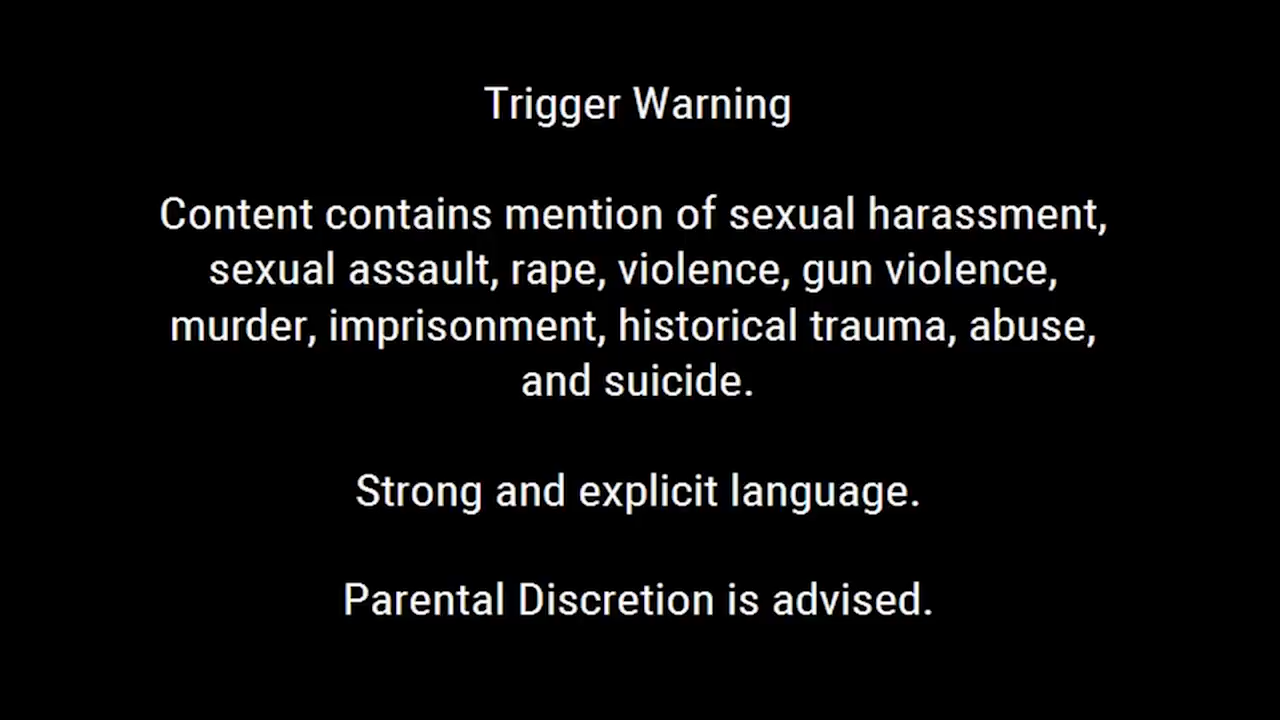 Trigger Warning
Content contains mention of sexual harassment,
sexual assault, rape, violence, gun violence,
murder, imprisonment, historical trauma, abuse,
and suicide.
Strong and explicit language.
Parental Discretion is advised.